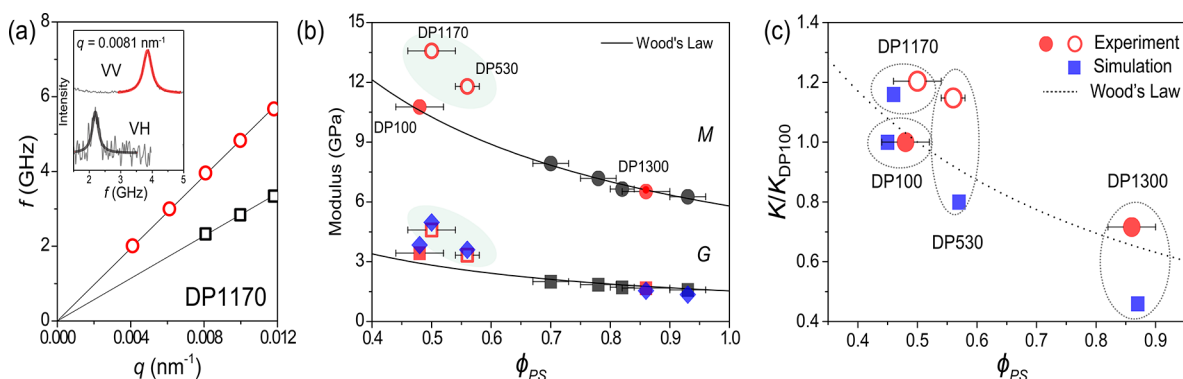 (a)
8
6
4
2
0
f (GHz)
0.000
0.004
0.008
0.012
q (nm⁻¹)
q = 0.0081 nm⁻¹
VV
VH
Intensity
2
3
4
5
f (GHz)
DP1170
(b)
15
12
9
6
3
0
Modulus (GPa)
0.4
0.5
0.6
0.7
0.8
0.9
1.0
ϕPS
DP1170
DP530
DP100
DP1300
Wood's Law
M
G
(c)
1.4
1.2
1.0
0.8
0.6
0.4
K/KDP100
0.4
0.5
0.6
0.7
0.8
0.9
ϕPS
DP1170
DP100
DP530
DP1300
Experiment
Simulation
Wood's Law